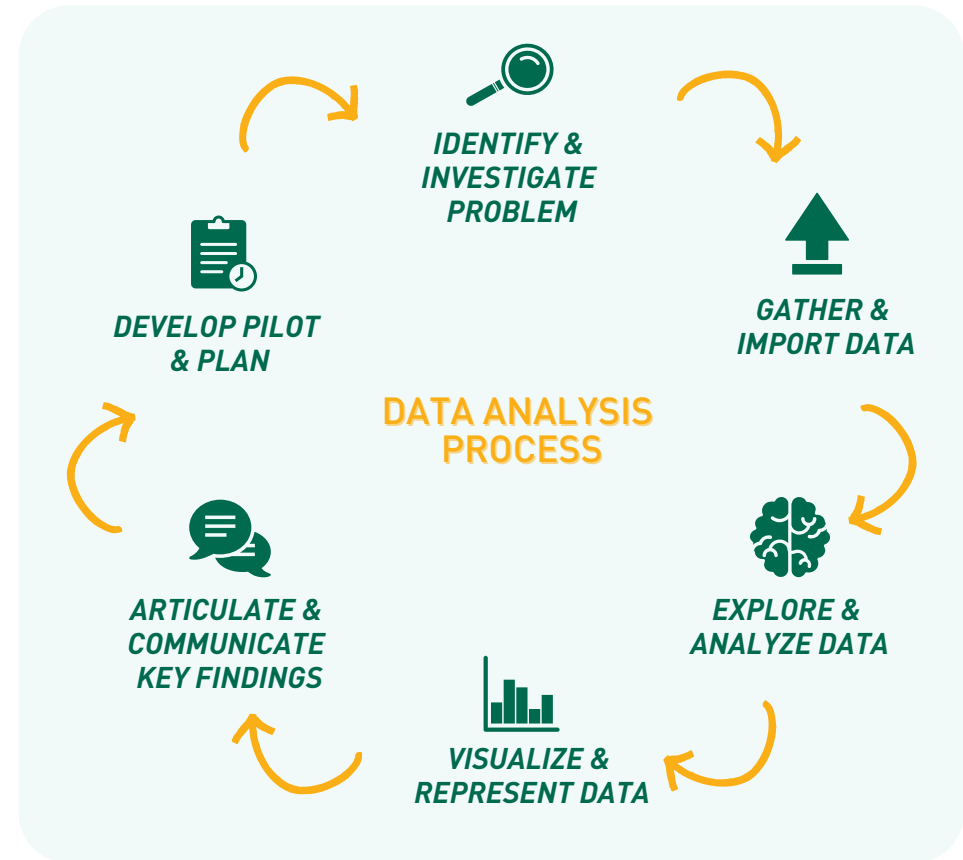 IDENTIFY &
INVESTIGATE
PROBLEM
GATHER &
IMPORT DATA
EXPLORE &
ANALYZE DATA
VISUALIZE &
REPRESENT DATA
ARTICULATE &
COMMUNICATE
KEY FINDINGS
DEVELOP PILOT
& PLAN
DATA ANALYSIS
PROCESS